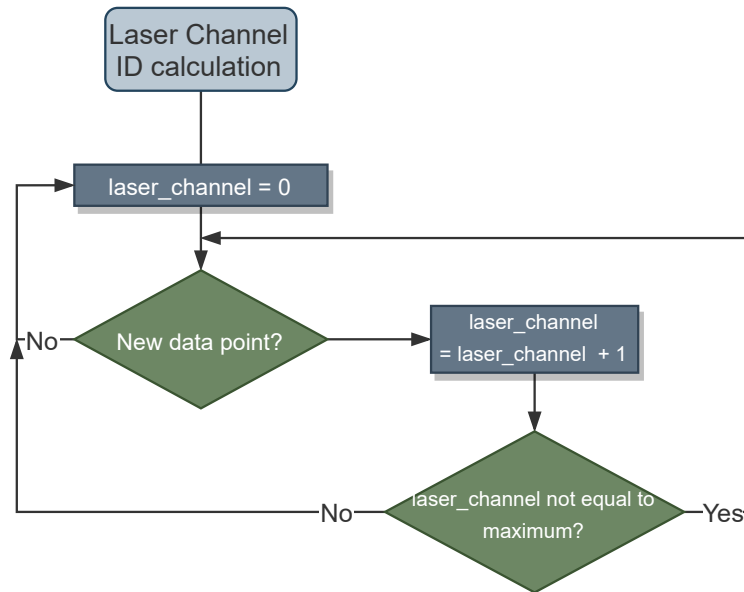 Laser Channel
ID calculation
laser_channel = 0
New data point?
No
laser_channel
= laser_channel + 1
laser_channel not equal to
maximum?
No
Yes